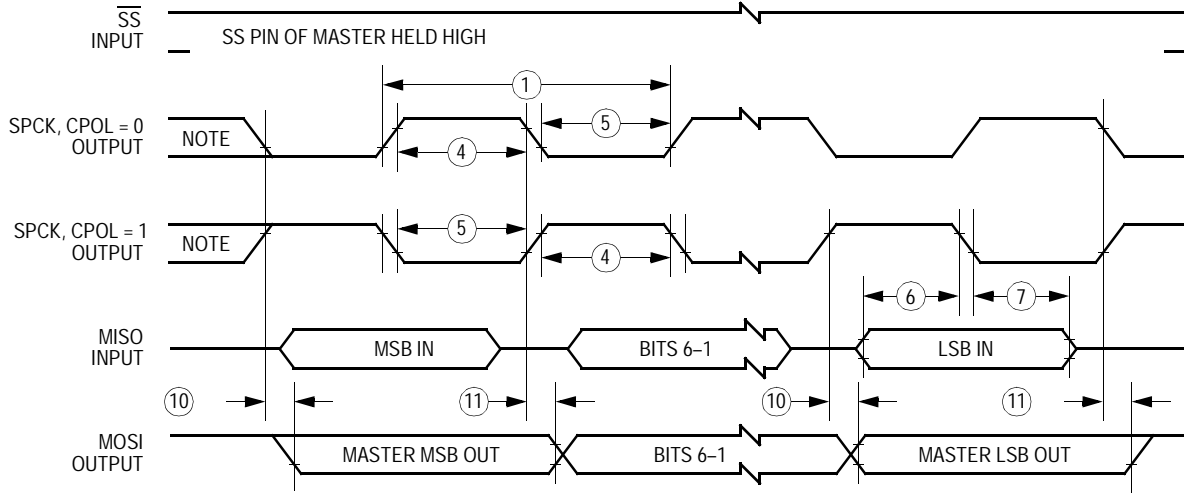 SS
INPUT
SS PIN OF MASTER HELD HIGH
1
SPCK, CPOL = 0
OUTPUT
NOTE
5
4
SPCK, CPOL = 1
OUTPUT
NOTE
5
4
6
7
MISO
INPUT
MSB IN
BITS 6–1
LSB IN
10
11
10
11
MOSI
OUTPUT
MASTER MSB OUT
BITS 6–1
MASTER LSB OUT